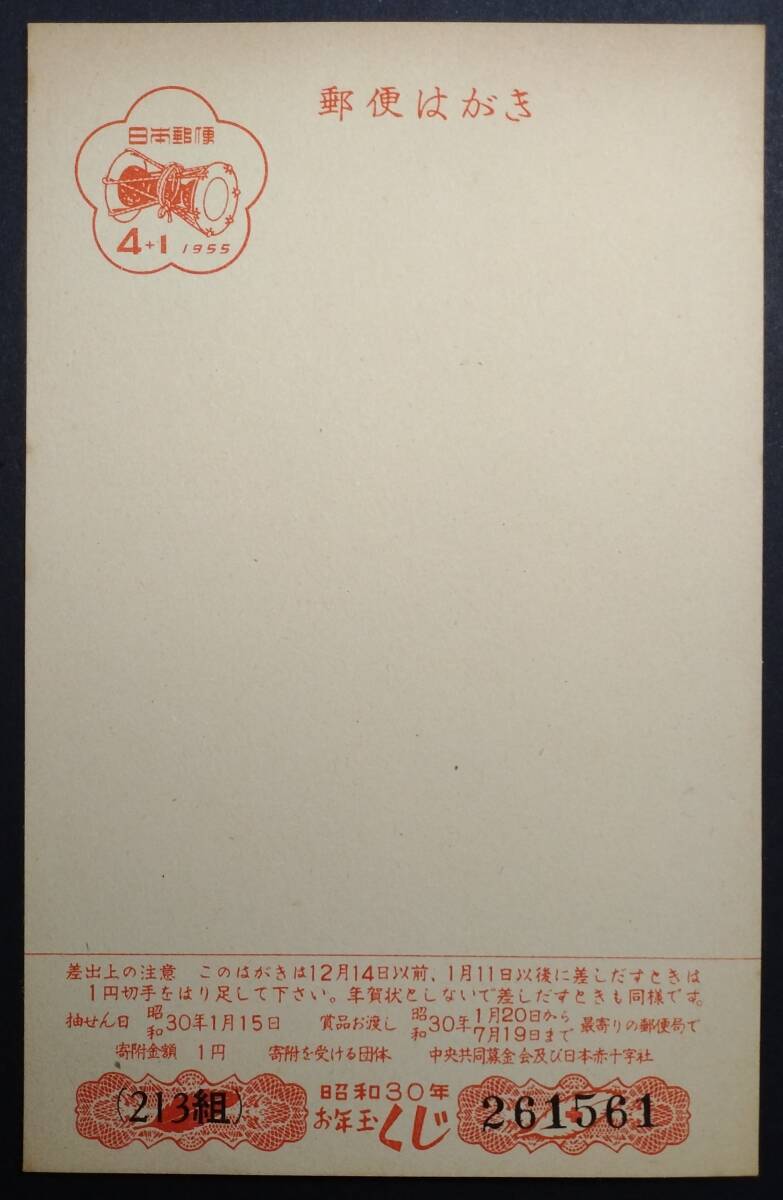 郵便はがき
日本郵便
4+1 1955
差出上の注意 このはがきは12月14日以前、1月11日以後に差しだすときは
1円切手をはり足して下さい。年賀状としないで差しだすときも同様です。
抽せん日 昭和30年1月15日 賞品お渡し 昭和30年1月20日から7月19日まで 最寄りの郵便局で
寄附金額 1円 寄附を受ける団体 中央共同募金会及び日本赤十字社
(213組) 昭和30年 261561
お年玉くじ